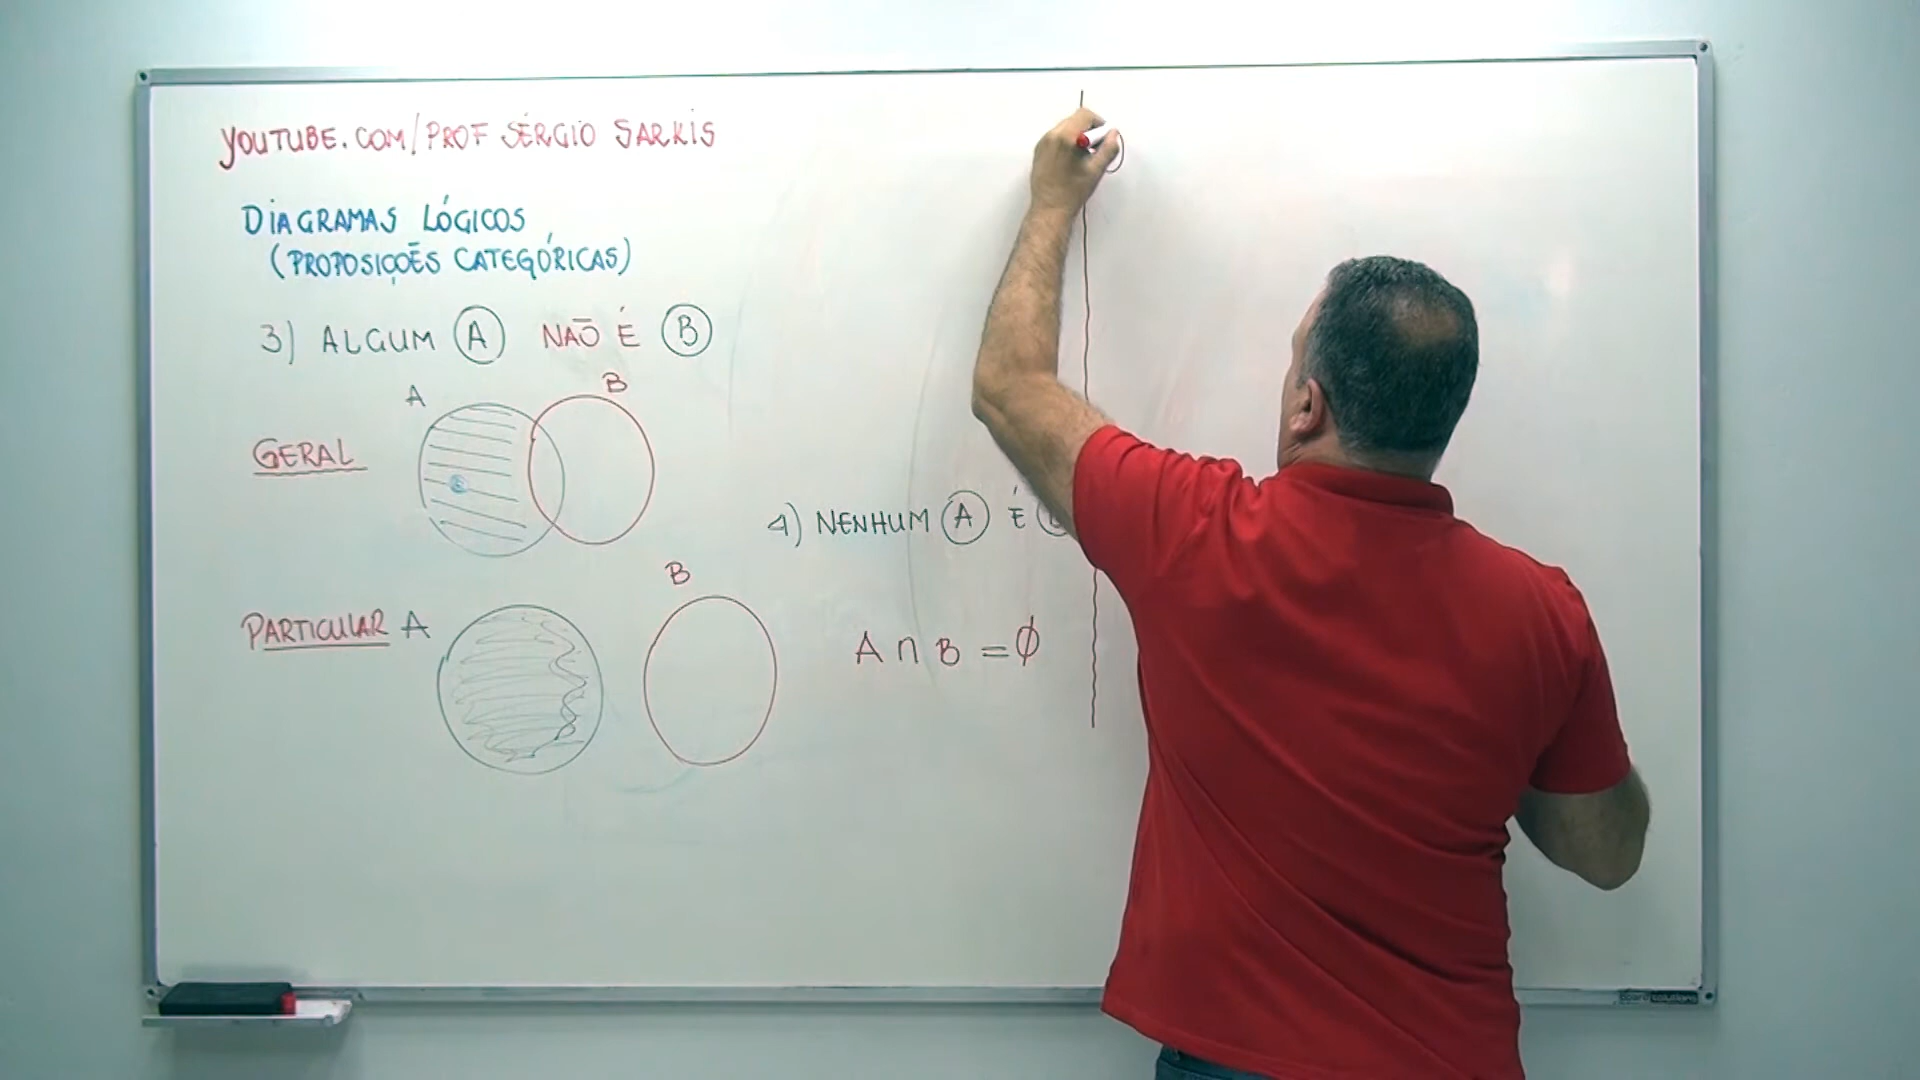 YOUTUBE.COM/PROF SÉRGIO SARKIS
DIAGRAMAS LÓGICOS
(PROPOSIÇÕES CATEGÓRICAS)
3) ALGUM A NÃO É B
A B
GERAL
4) NENHUM A É
B
PARTICULAR A
A ∩ B = ∅